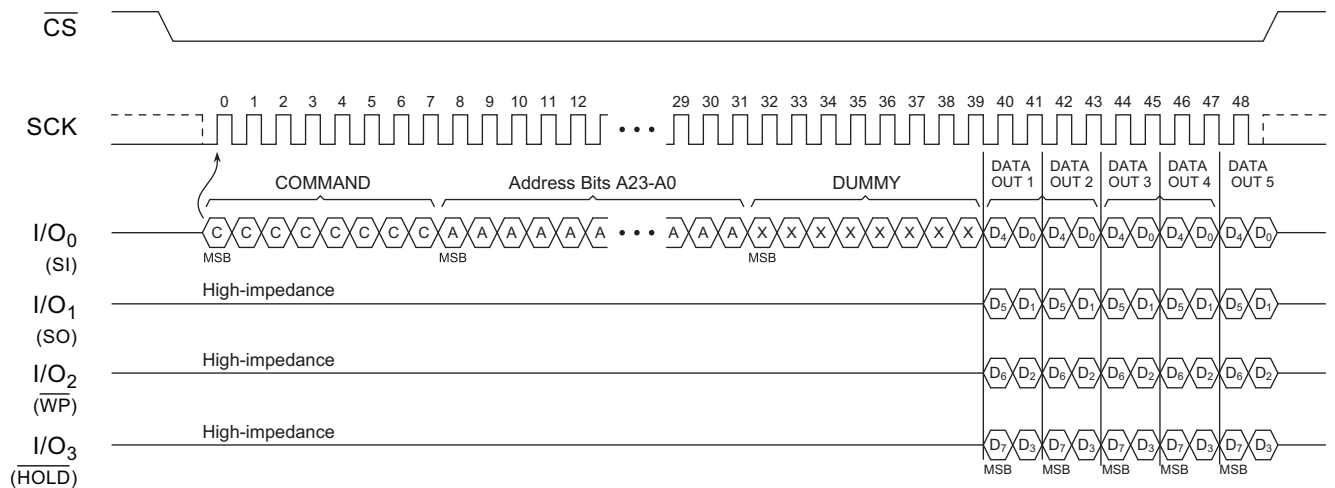 CS
0 1 2 3 4 5 6 7 8 9 10 11 12 29 30 31 32 33 34 35 36 37 38 39 40 41 42 43 44 45 46 47 48
SCK
• • •
DATA OUT 1 DATA OUT 2 DATA OUT 3 DATA OUT 4 DATA OUT 5
COMMAND Address Bits A23-A0 DUMMY
I/O0 C C C C C C C C A A A A A A • • • A A A X X X X X X X X D4 D0 D4 D0 D4 D0 D4 D0 D4 D0
(SI) MSB MSB MSB
High-impedance
I/O1 D5 D1 D5 D1 D5 D1 D5 D1 D5 D1
(SO)
High-impedance
I/O2 D6 D2 D6 D2 D6 D2 D6 D2 D6 D2
(WP)
High-impedance
I/O3 D7 D3 D7 D3 D7 D3 D7 D3 D7 D3
(HOLD) MSB MSB MSB MSB MSB